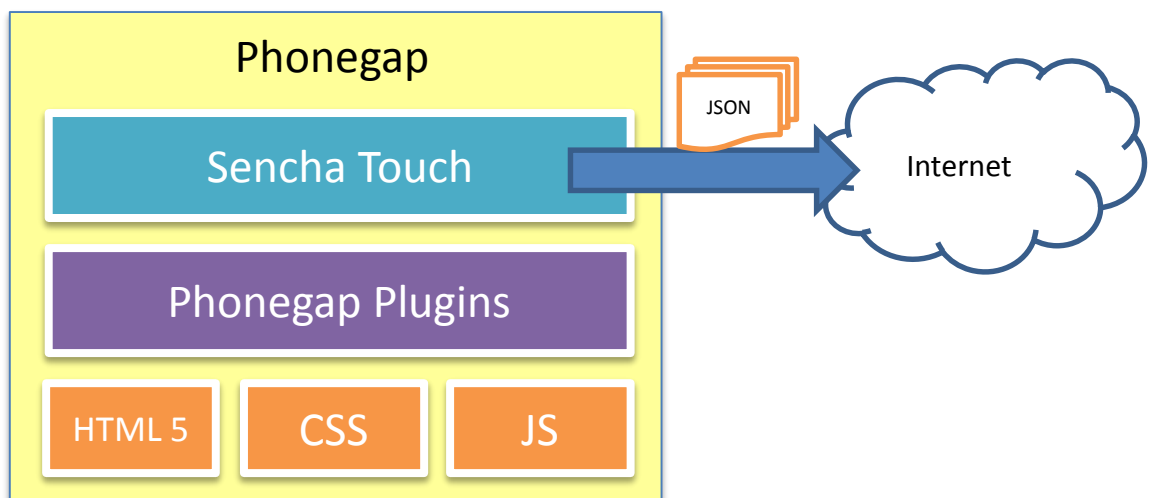 Phonegap
JSON
Sencha Touch
Internet
Phonegap Plugins
HTML 5
CSS
JS